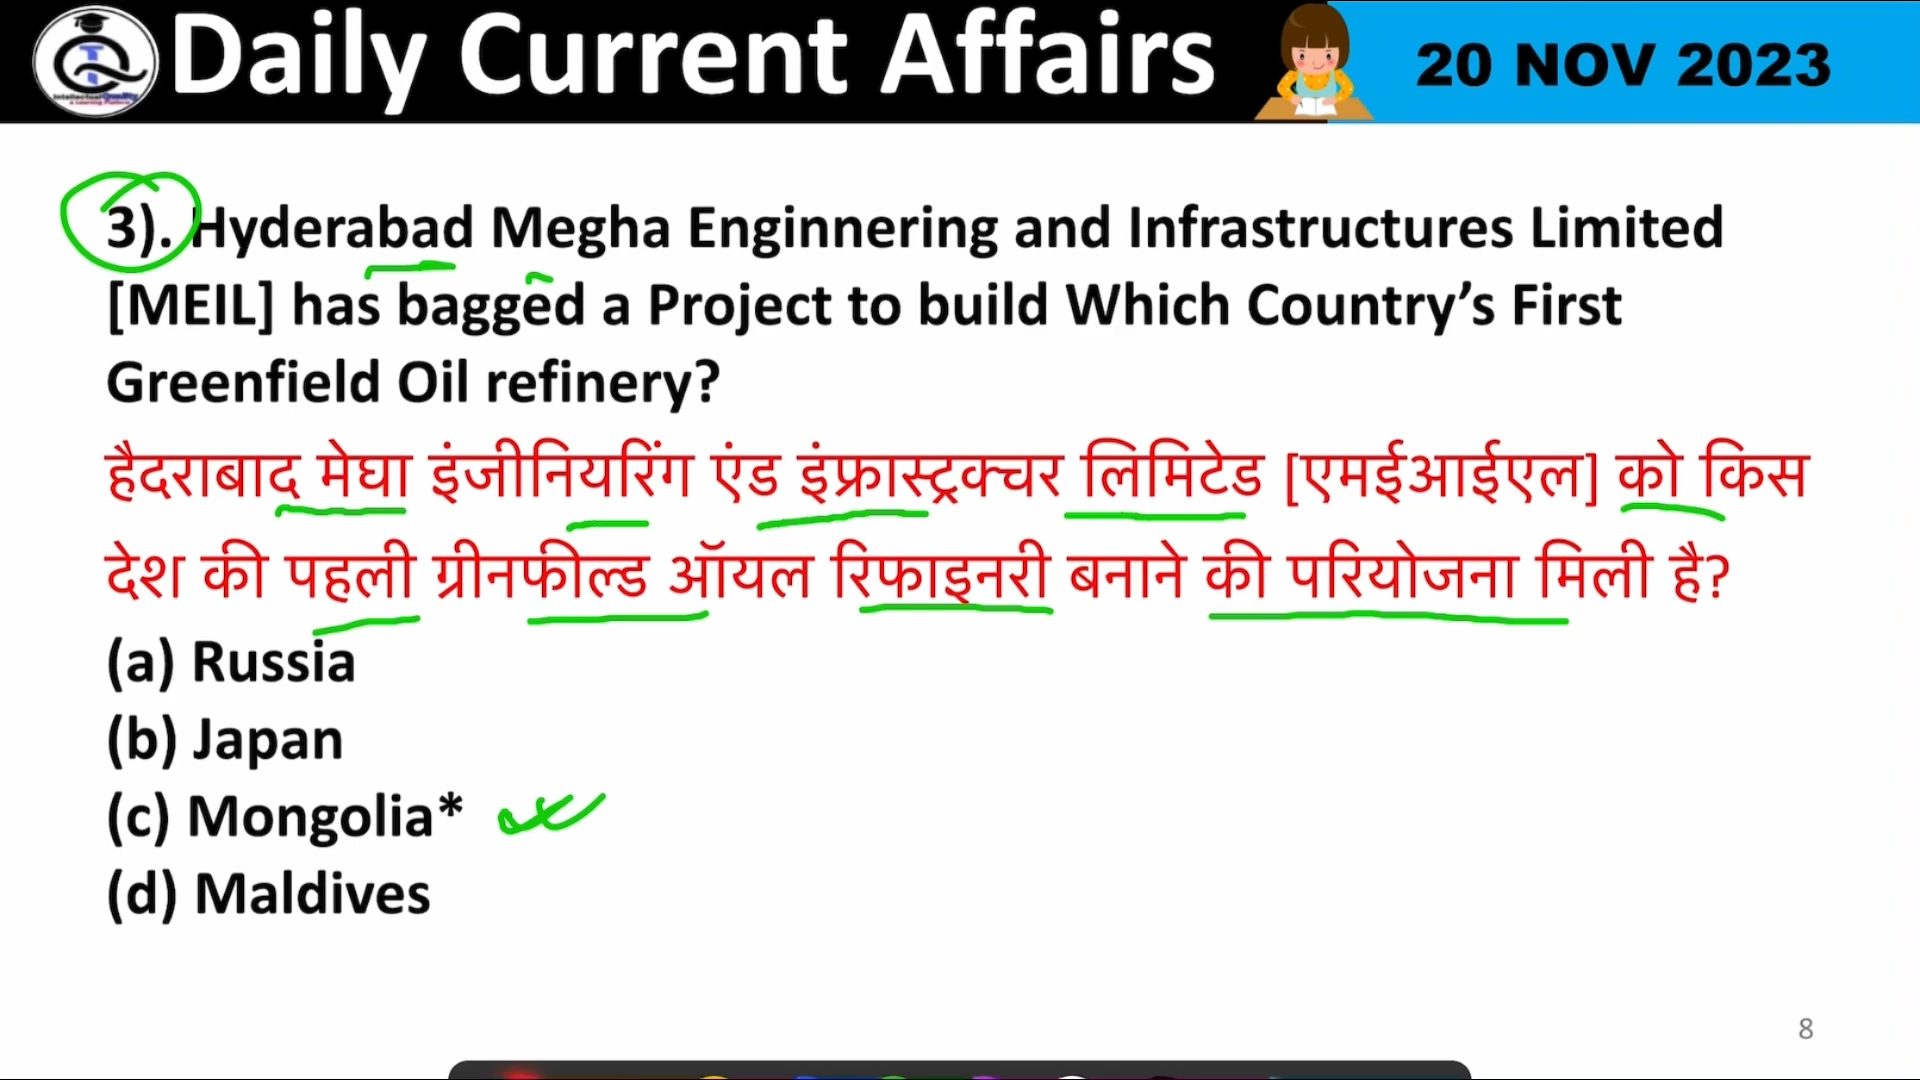 Daily Current Affairs
20 NOV 2023
3). Hyderabad Megha Enginnering and Infrastructures Limited
[MEIL] has bagged a Project to build Which Country’s First
Greenfield Oil refinery?
हैदराबाद मेघा इंजीनियरिंग एंड इंफ्रास्ट्रक्चर लिमिटेड [एमईआईएल] को किस
देश की पहली ग्रीनफील्ड ऑयल रिफाइनरी बनाने की परियोजना मिली है?
(a) Russia
(b) Japan
(c) Mongolia*
(d) Maldives
8